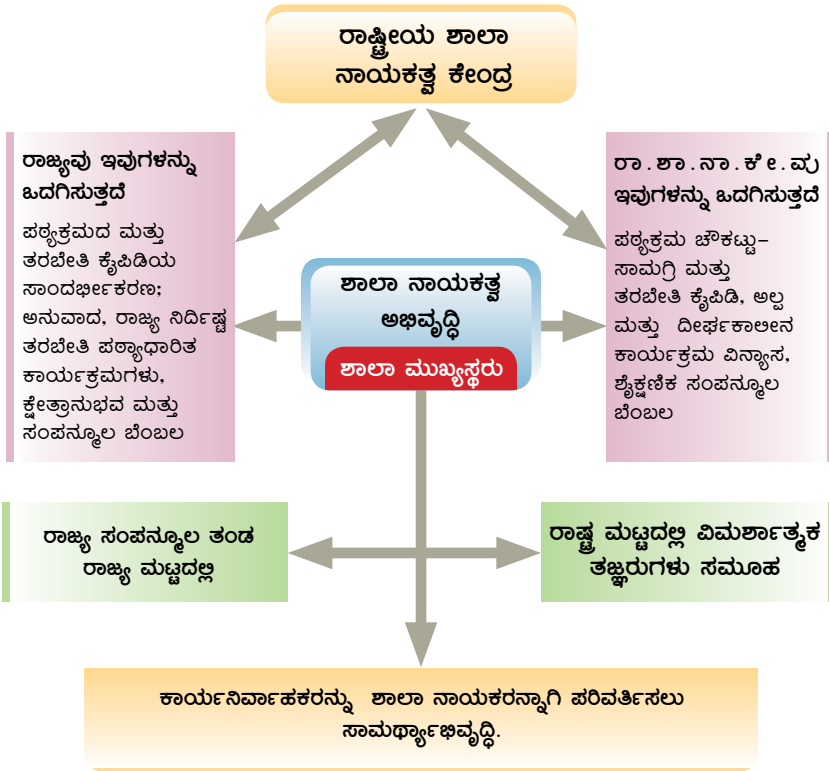 ರಾಷ್ಟ್ರೀಯ ಶಾಲಾ
ನಾಯಕತ್ವ ಕೇಂದ್ರ
ರಾಜ್ಯವು ಇವುಗಳನ್ನು
ಒದಗಿಸುತ್ತದೆ
ಪಠ್ಯಕ್ರಮದ ಮತ್ತು
ತರಬೇತಿ ಕೈಪಿಡಿಯ
ಸಾಂದರ್ಭೀಕರಣ;
ಅನುವಾದ, ರಾಜ್ಯ ನಿರ್ದಿಷ್ಟ
ತರಬೇತಿ ಪಠ್ಯಾಧಾರಿತ
ಕಾರ್ಯಕ್ರಮಗಳು,
ಕ್ಷೇತ್ರಾನುಭವ ಮತ್ತು
ಸಂಪನ್ಮೂಲ ಬೆಂಬಲ
ಶಾಲಾ ನಾಯಕತ್ವ
ಅಭಿವೃದ್ಧಿ
ಶಾಲಾ ಮುಖ್ಯಸ್ಥರು
ರಾ.ಶಾ.ನಾ.ಕೇ.ವು
ಇವುಗಳನ್ನು ಒದಗಿಸುತ್ತದೆ
ಪಠ್ಯಕ್ರಮ ಚೌಕಟ್ಟು–
ಸಾಮಗ್ರಿ ಮತ್ತು
ತರಬೇತಿ ಕೈಪಿಡಿ, ಅಲ್ಪ
ಮತ್ತು ದೀರ್ಘಕಾಲೀನ
ಕಾರ್ಯಕ್ರಮ ವಿನ್ಯಾಸ,
ಶೈಕ್ಷಣಿಕ ಸಂಪನ್ಮೂಲ
ಬೆಂಬಲ
ರಾಜ್ಯ ಸಂಪನ್ಮೂಲ ತಂಡ
ರಾಜ್ಯ ಮಟ್ಟದಲ್ಲಿ
ರಾಷ್ಟ್ರ ಮಟ್ಟದಲ್ಲಿ ವಿಮರ್ಶಾತ್ಮಕ
ತಜ್ಞರುಗಳು ಸಮೂಹ
ಕಾರ್ಯನಿರ್ವಾಹಕರನ್ನು ಶಾಲಾ ನಾಯಕರನ್ನಾಗಿ ಪರಿವರ್ತಿಸಲು
ಸಾಮರ್ಥ್ಯಾಭಿವೃದ್ಧಿ.